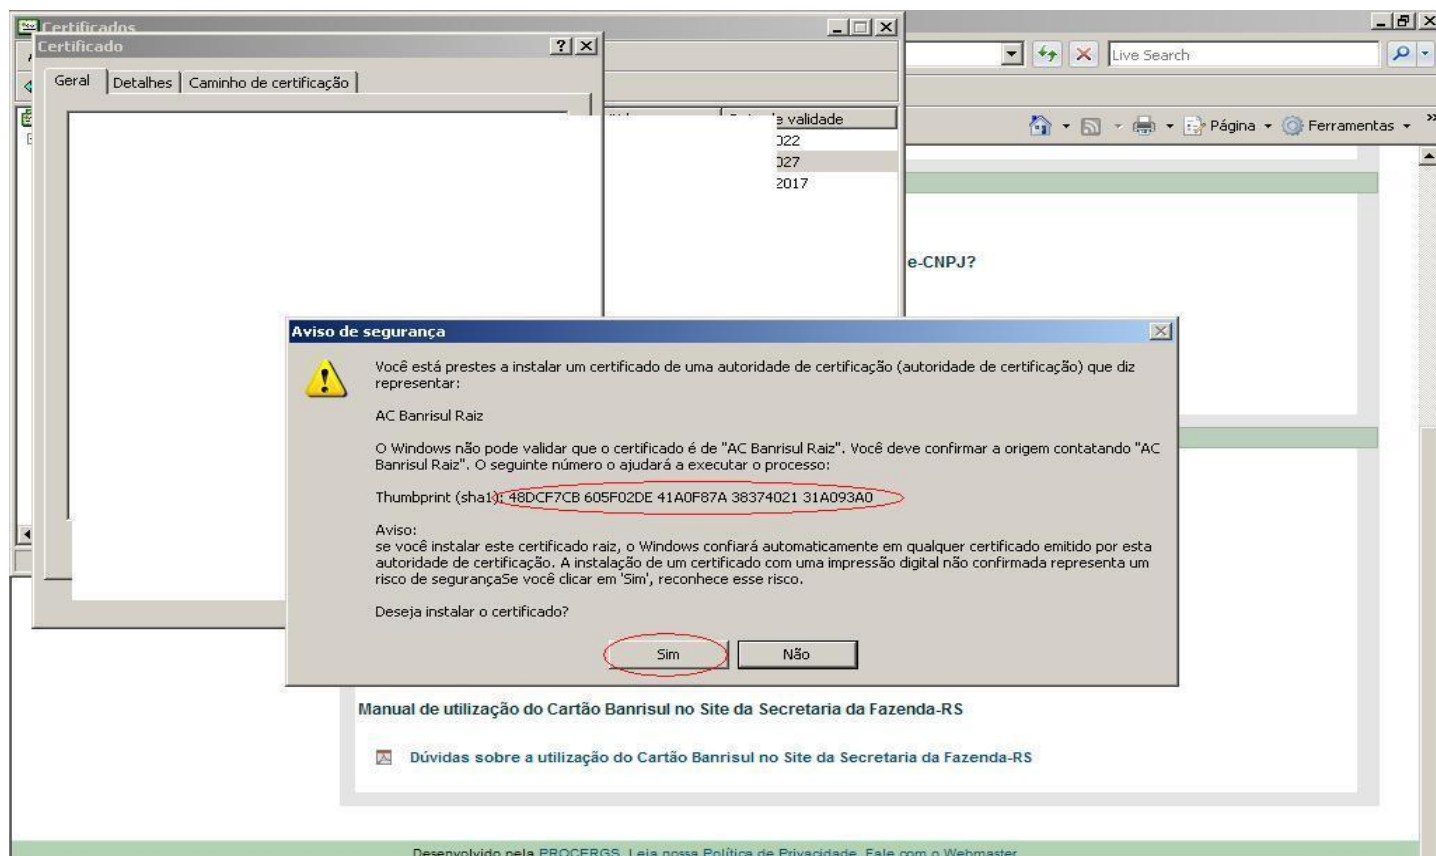 Certificados
Certificado
Geral
Detalhes
Caminho de certificação
Live Search
e validade
022
027
2017
Página
Ferramentas
e-CNPJ?
Aviso de segurança
Você está prestes a instalar um certificado de uma autoridade de certificação (autoridade de certificação) que diz
representar:
AC Banrisul Raiz
O Windows não pode validar que o certificado é de "AC Banrisul Raiz". Você deve confirmar a origem contatando "AC
Banrisul Raiz". O seguinte número o ajudará a executar o processo:
Thumbprint (sha1): 48DCF7CB 605F02DE 41A0F87A 38374021 31A093A0
Aviso:
se você instalar este certificado raiz, o Windows confiará automaticamente em qualquer certificado emitido por esta
autoridade de certificação. A instalação de um certificado com uma impressão digital não confirmada representa um
risco de segurançaSe você clicar em 'Sim', reconhece esse risco.
Deseja instalar o certificado?
Sim
Não
Manual de utilização do Cartão Banrisul no Site da Secretaria da Fazenda-RS
Dúvidas sobre a utilização do Cartão Banrisul no Site da Secretaria da Fazenda-RS
Desenvolvido pela PROCERGS. Leia nossa Política de Privacidade. Fale com o Webmaster